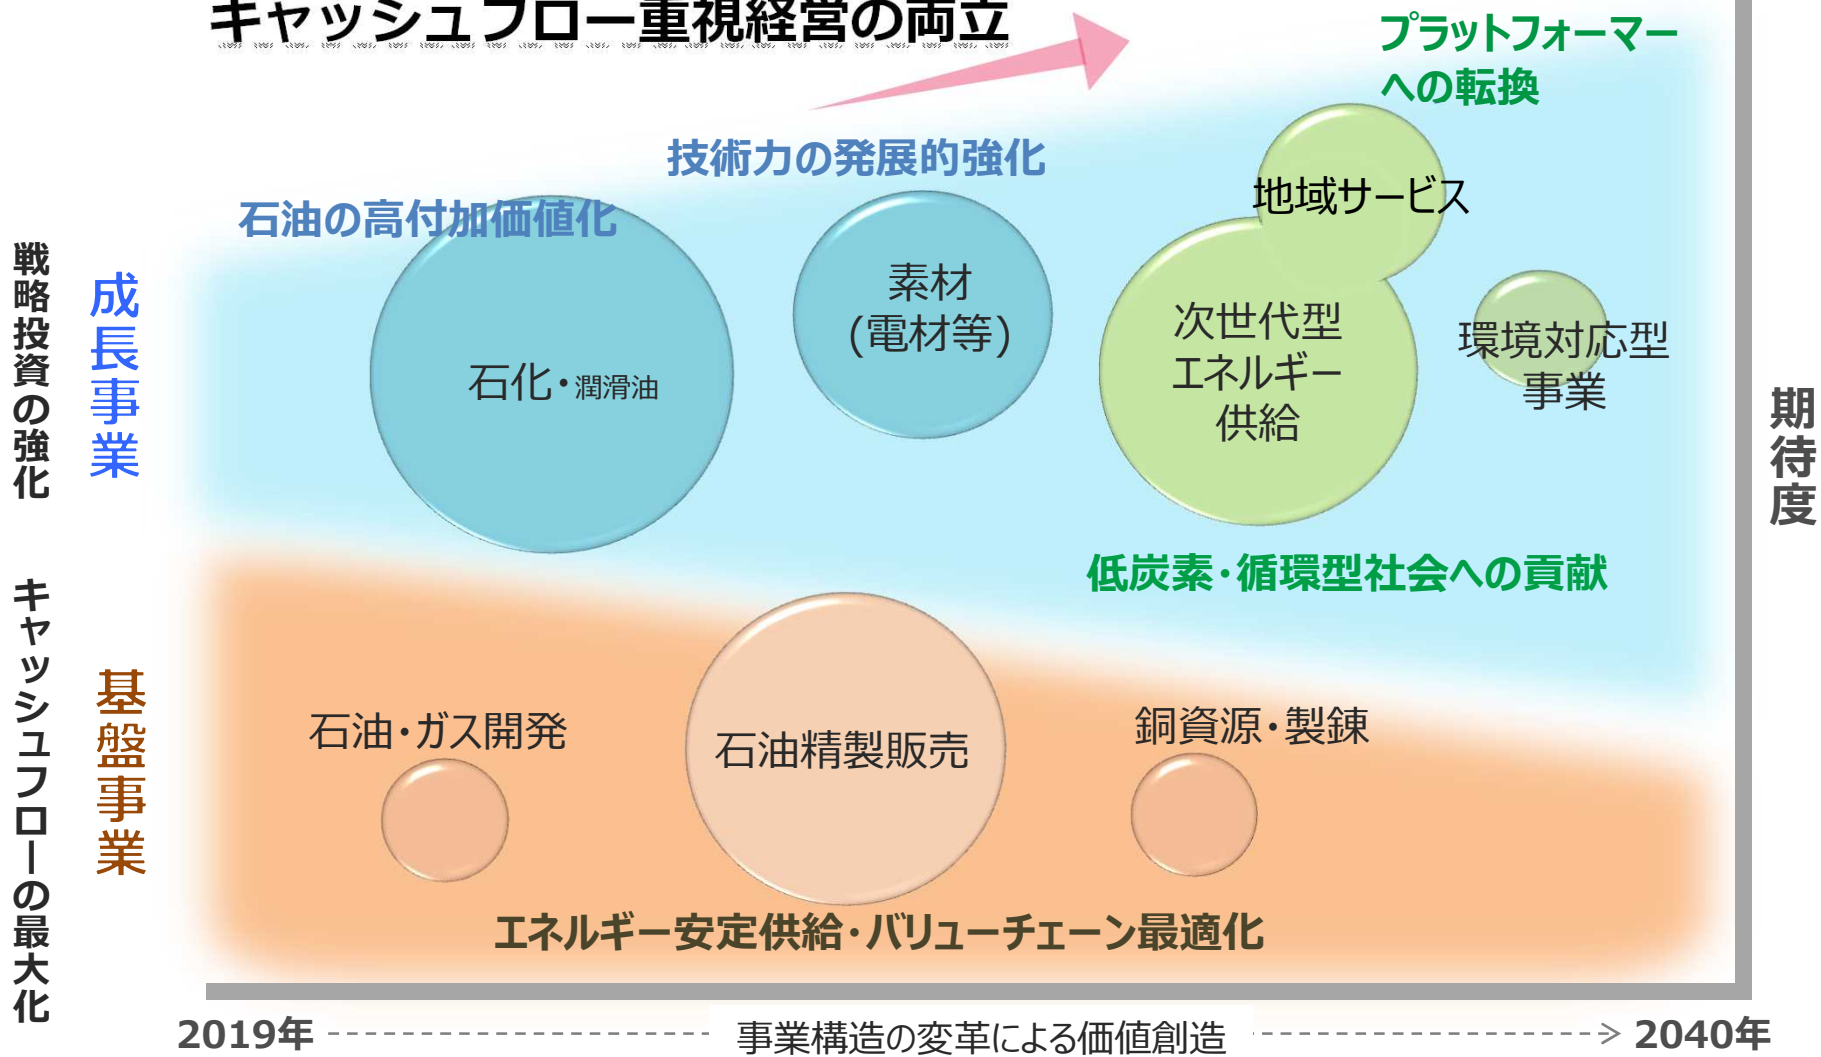 キャッシュフロー重視経営の両立
プラットフォーマー
への転換
技術力の発展的強化
石油の高付加価値化
地域サービス
素材
(電材等)
石化・潤滑油
次世代型
エネルギー
供給
環境対応型
事業
戦略投資の強化
成長事業
期待度
低炭素・循環型社会への貢献
キャッシュフローの最大化
基盤事業
石油・ガス開発
石油精製販売
銅資源・製錬
エネルギー安定供給・バリューチェーン最適化
2019年
事業構造の変革による価値創造
2040年